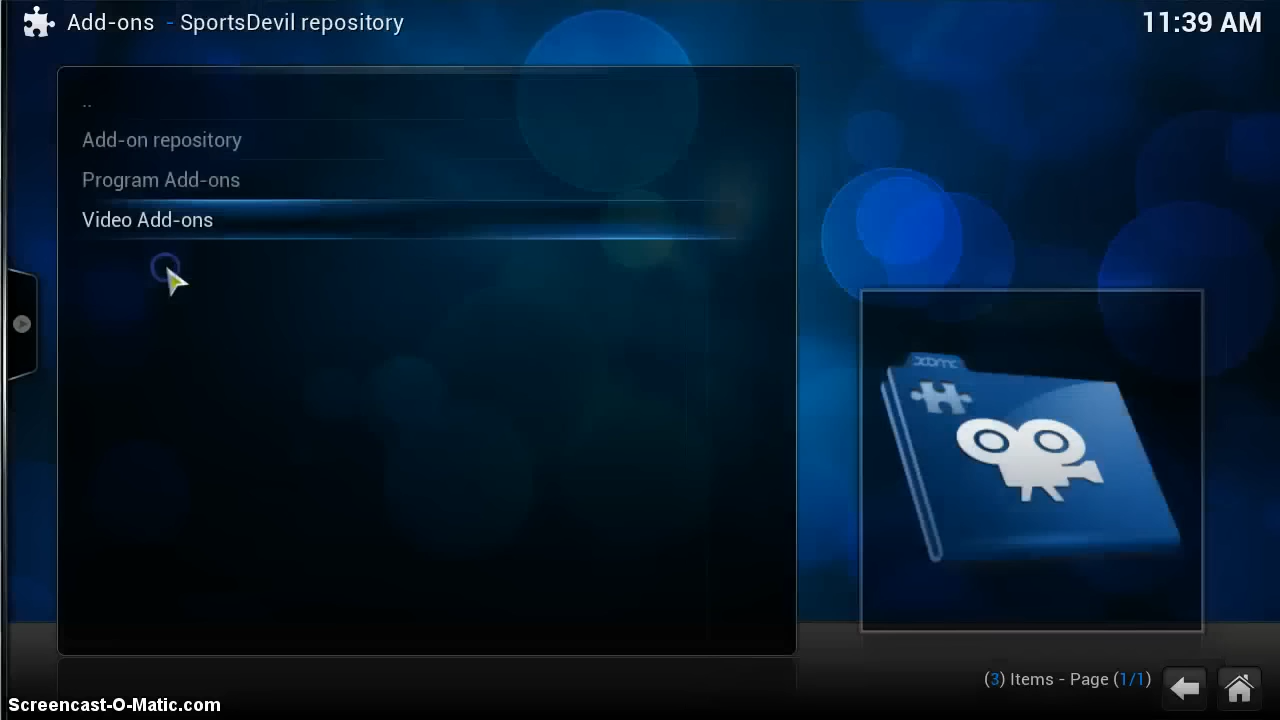 Add-ons - SportsDevil repository
11:39 AM
..
Add-on repository
Program Add-ons
Video Add-ons
xbmc
(3) Items - Page (1/1)
Screencast-O-Matic.com